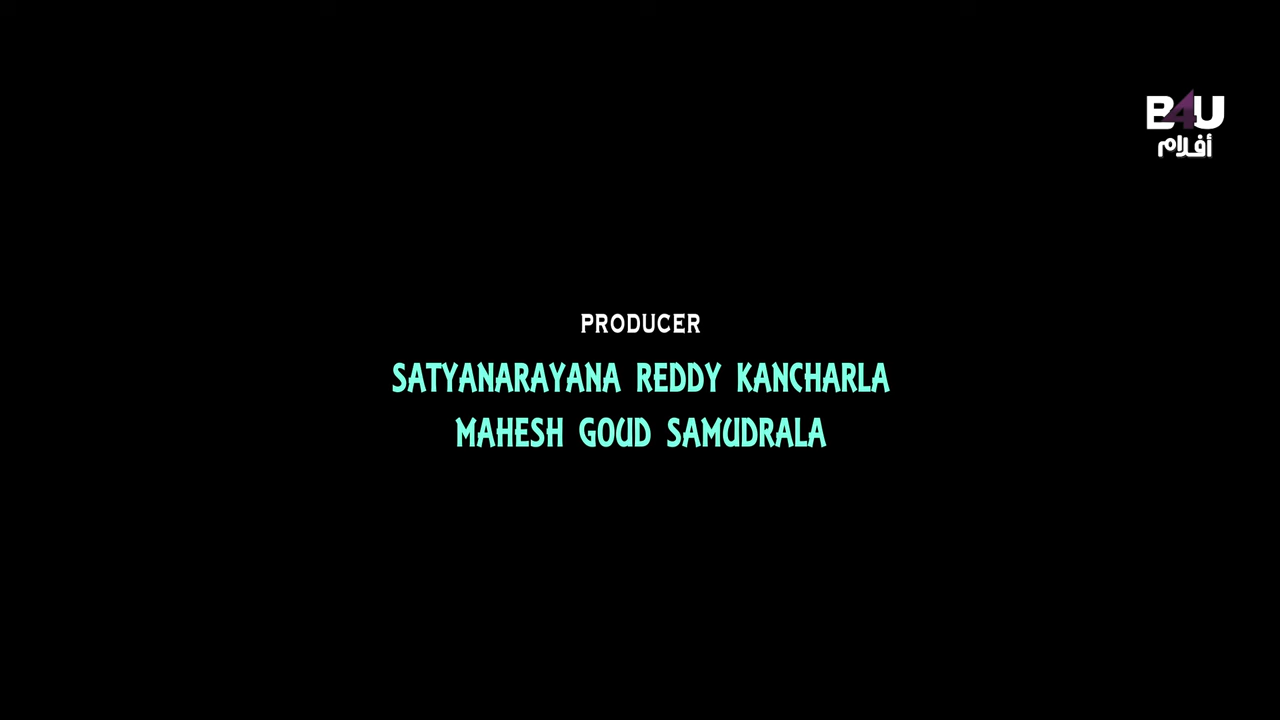 B4U
أفلام
PRODUCER
SATYANARAYANA REDDY KANCHARLA
MAHESH GOUD SAMUDRALA